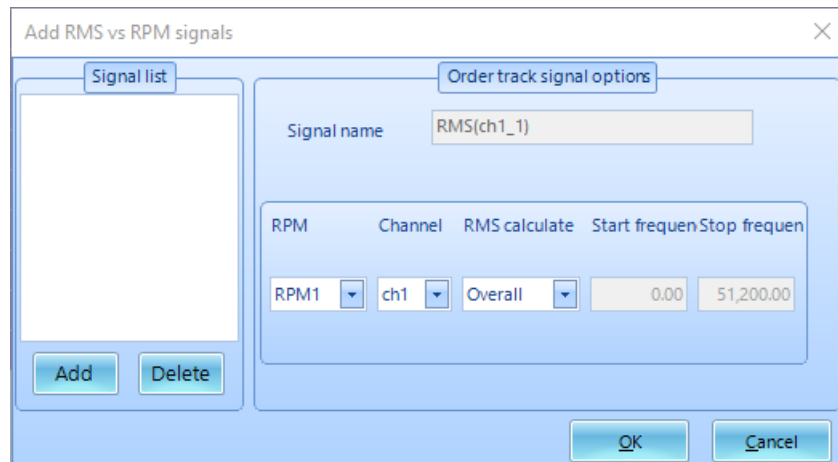 Add RMS vs RPM signals
Signal list
Order track signal options
Signal name
RMS(ch1_1)
RPM Channel RMS calculate Start frequen Stop frequen
RPM1 ch1 Overall 0.00 51,200.00
Add Delete
OK Cancel